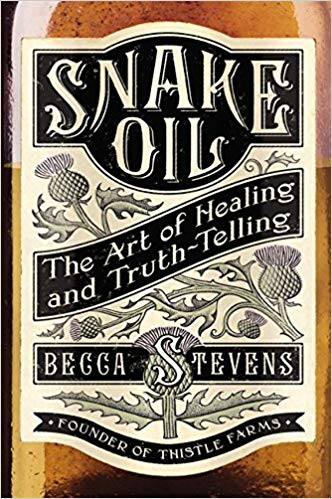 SNAKE
OIL
The Art of Healing
and Truth-Telling
BECCA STEVENS
S
FOUNDER OF THISTLE FARMS